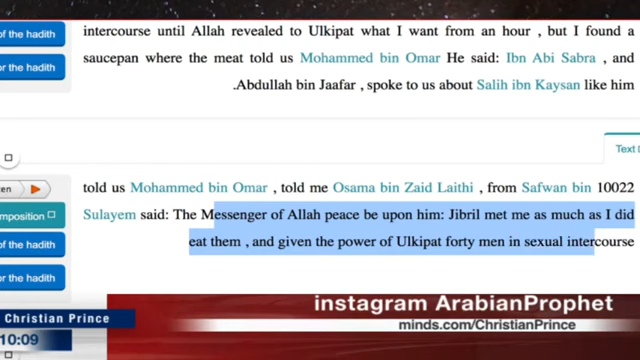 of the hadith
or the hadith
intercourse until Allah revealed to Ulkipat what I want from an hour , but I found a
saucepan where the meat told us Mohammed bin Omar He said: Ibn Abi Sabra , and
.Abdullah bin Jaafar , spoke to us about Salih ibn Kaysan like him
Text
ten
mposition
of the hadith
or the hadith
told us Mohammed bin Omar , told me Osama bin Zaid Laithi , from Safwan bin 10022
Sulayem said: The Messenger of Allah peace be upon him: Jibril met me as much as I did
eat them , and given the power of Ulkipat forty men in sexual intercourse
Christian Prince
10:09
instagram ArabianProphet
minds.com/ChristianPrince